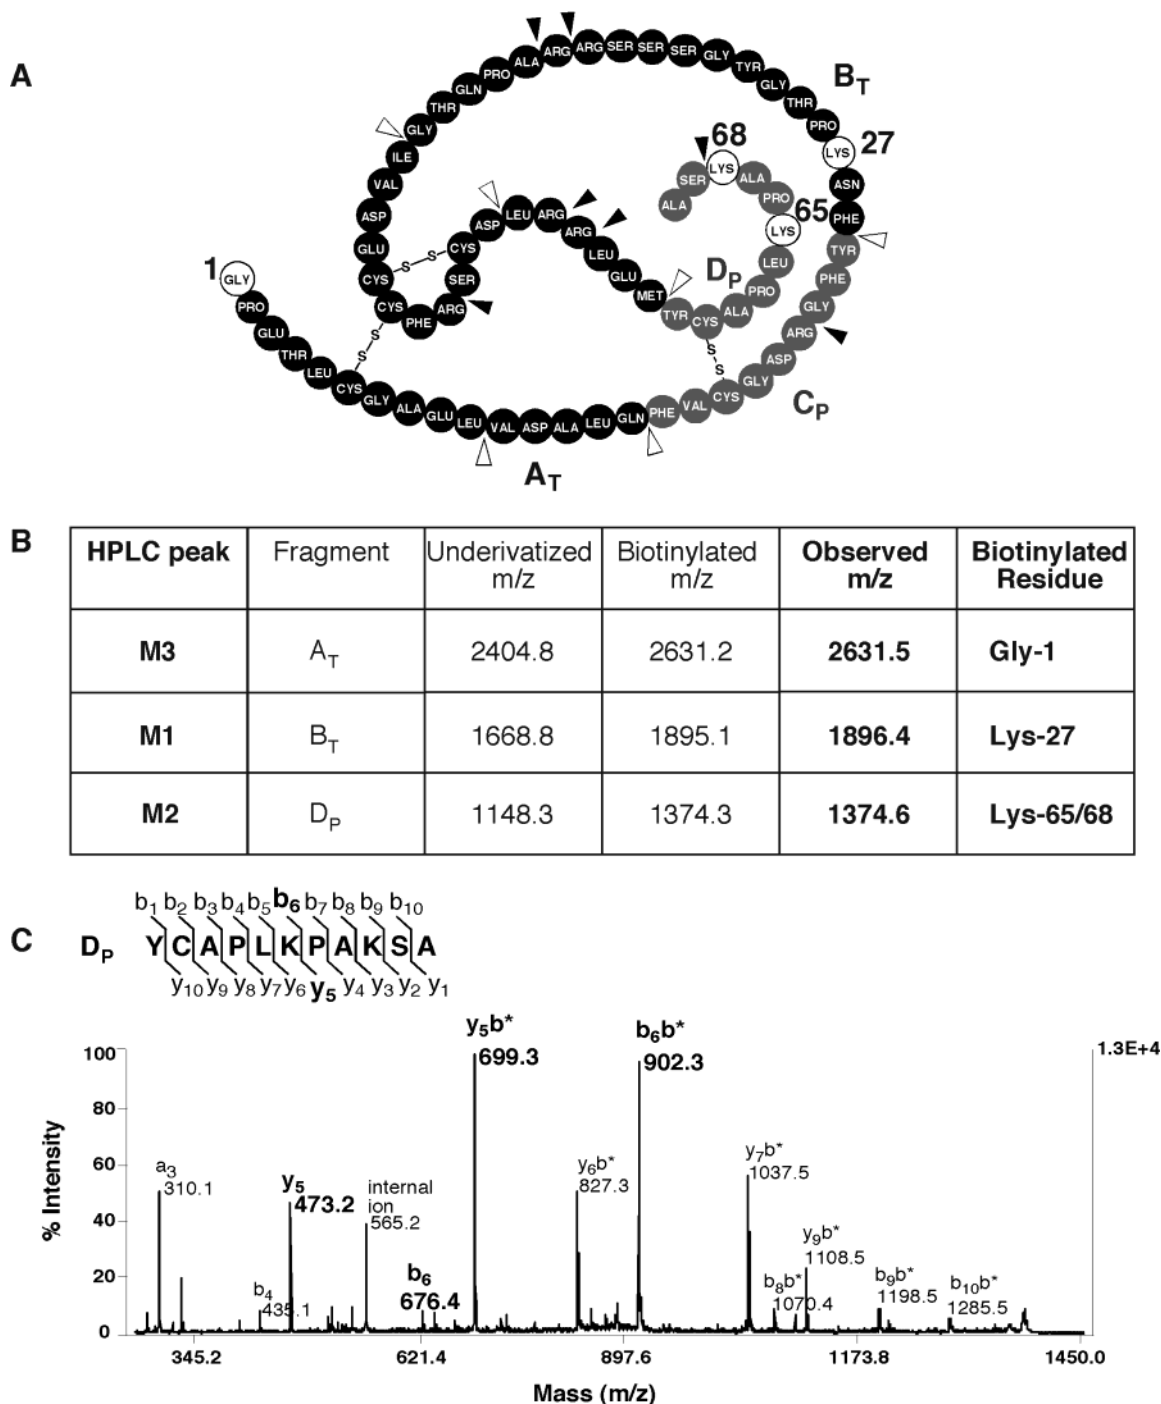 A
1
GLY PRO GLU THR LEU CYS GLY ALA GLU LEU VAL ASP ALA LEU GLN PHE VAL CYS GLY ASP ARG GLY PHE TYR PHE ASN LYS PRO THR GLY TYR GLY SER SER SER ARG ARG ALA PRO GLN THR GLY ILE VAL ASP GLU CYS CYS PHE ARG SER CYS ASP LEU ARG ARG LEU GLU MET TYR CYS ALA PRO LEU LYS PRO ALA LYS SER ALA
S S
S S
S S
BT
27
68
65
DP
CP
AT
B
HPLC peak Fragment Underivatized m/z Biotinylated m/z Observed m/z Biotinylated Residue
M3 AT 2404.8 2631.2 2631.5 Gly-1
M1 BT 1668.8 1895.1 1896.4 Lys-27
M2 DP 1148.3 1374.3 1374.6 Lys-65/68
C
b1 b2 b3 b4 b5 b6 b7 b8 b9 b10
DP Y C A P L K P A K S A
y10 y9 y8 y7 y6 y5 y4 y3 y2 y1
y5b*
699.3
b6b*
902.3
1.3E+4
100
80
60
40
20
0
% Intensity
a3
310.1
b4
435.1
y5
473.2
internal
ion
565.2
b6
676.4
y6b*
827.3
y7b*
1037.5
b8b*
1070.4
y9b*
1108.5
b9b*
1198.5
b10b*
1285.5
345.2 621.4 897.6 1173.8 1450.0
Mass (m/z)